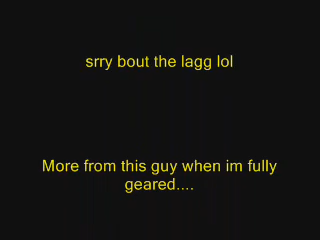 srry bout the lagg lol
More from this guy when im fully
geared....